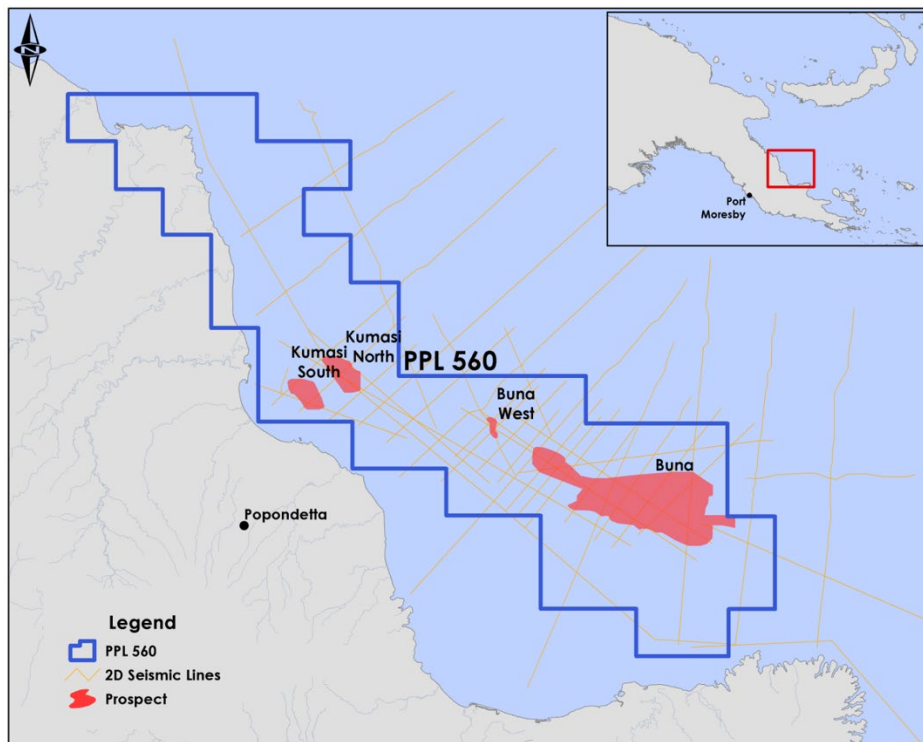 N
Port
Moresby
Kumasi
North
Kumasi
South
PPL 560
Buna
West
Buna
Popondetta
Legend
PPL 560
2D Seismic Lines
Prospect